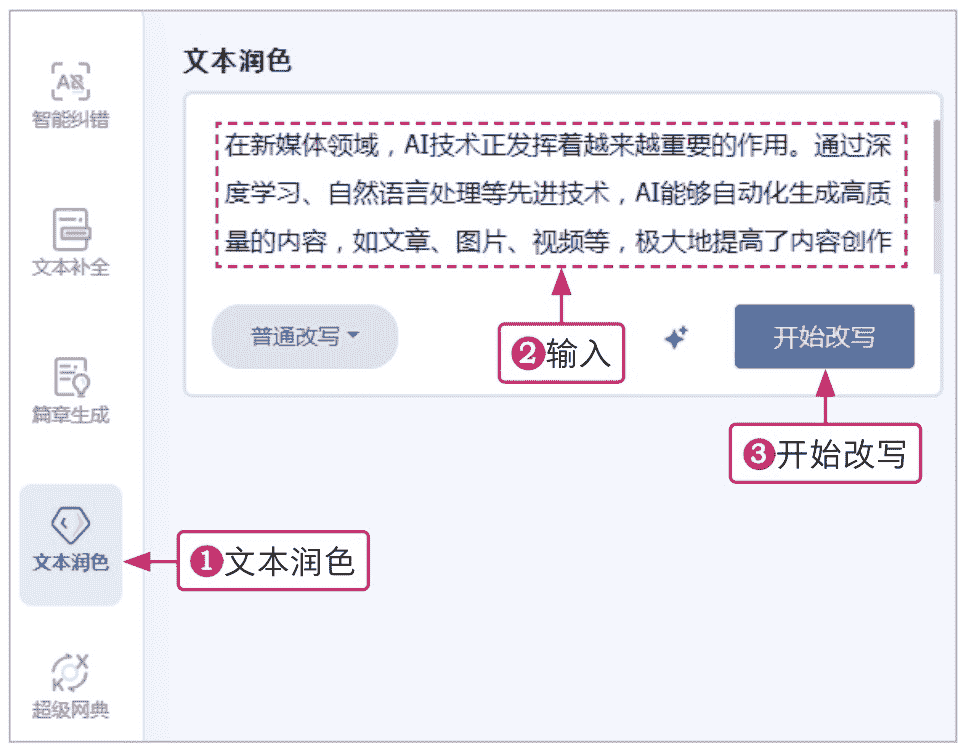 智能纠错
文本补全
篇章生成
文本润色
超级网典
文本润色
在新媒体领域，AI技术正发挥着越来越重要的作用。通过深
度学习、自然语言处理等先进技术，AI能够自动化生成高质
量的内容，如文章、图片、视频等，极大地提高了内容创作
普通改写
开始改写
❷输入
❸开始改写
❶文本润色